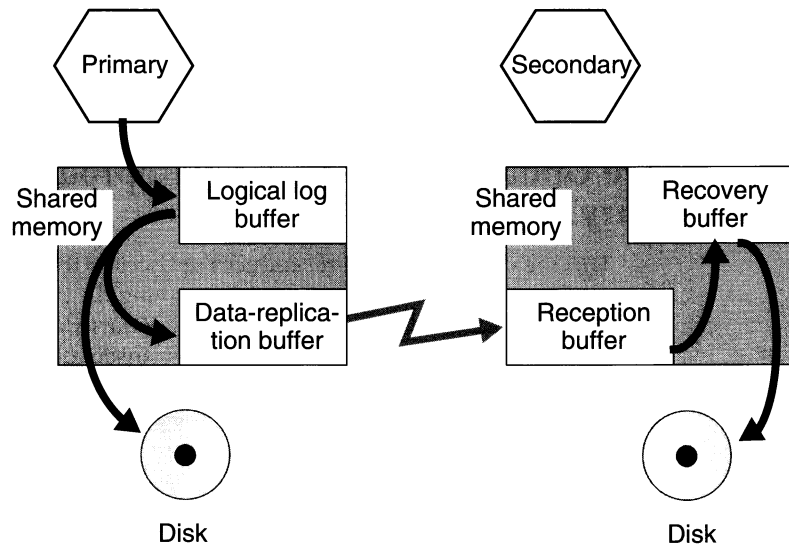 Primary
Secondary
Shared
memory
Logical log
buffer
Data-replica-
tion buffer
Shared
memory
Recovery
buffer
Reception
buffer
Disk
Disk